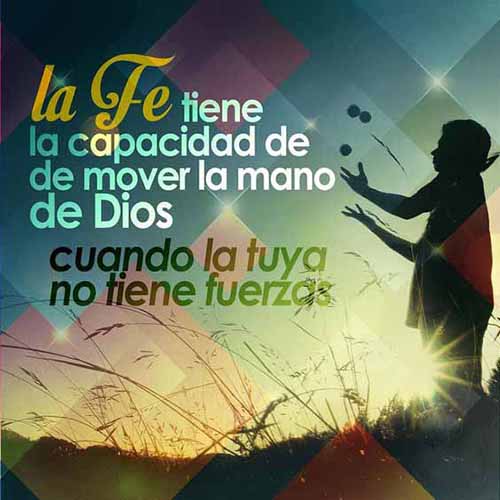 la Fe tiene
la capacidad de
de mover la mano
de Dios
cuando la tuya
no tiene fuerzas